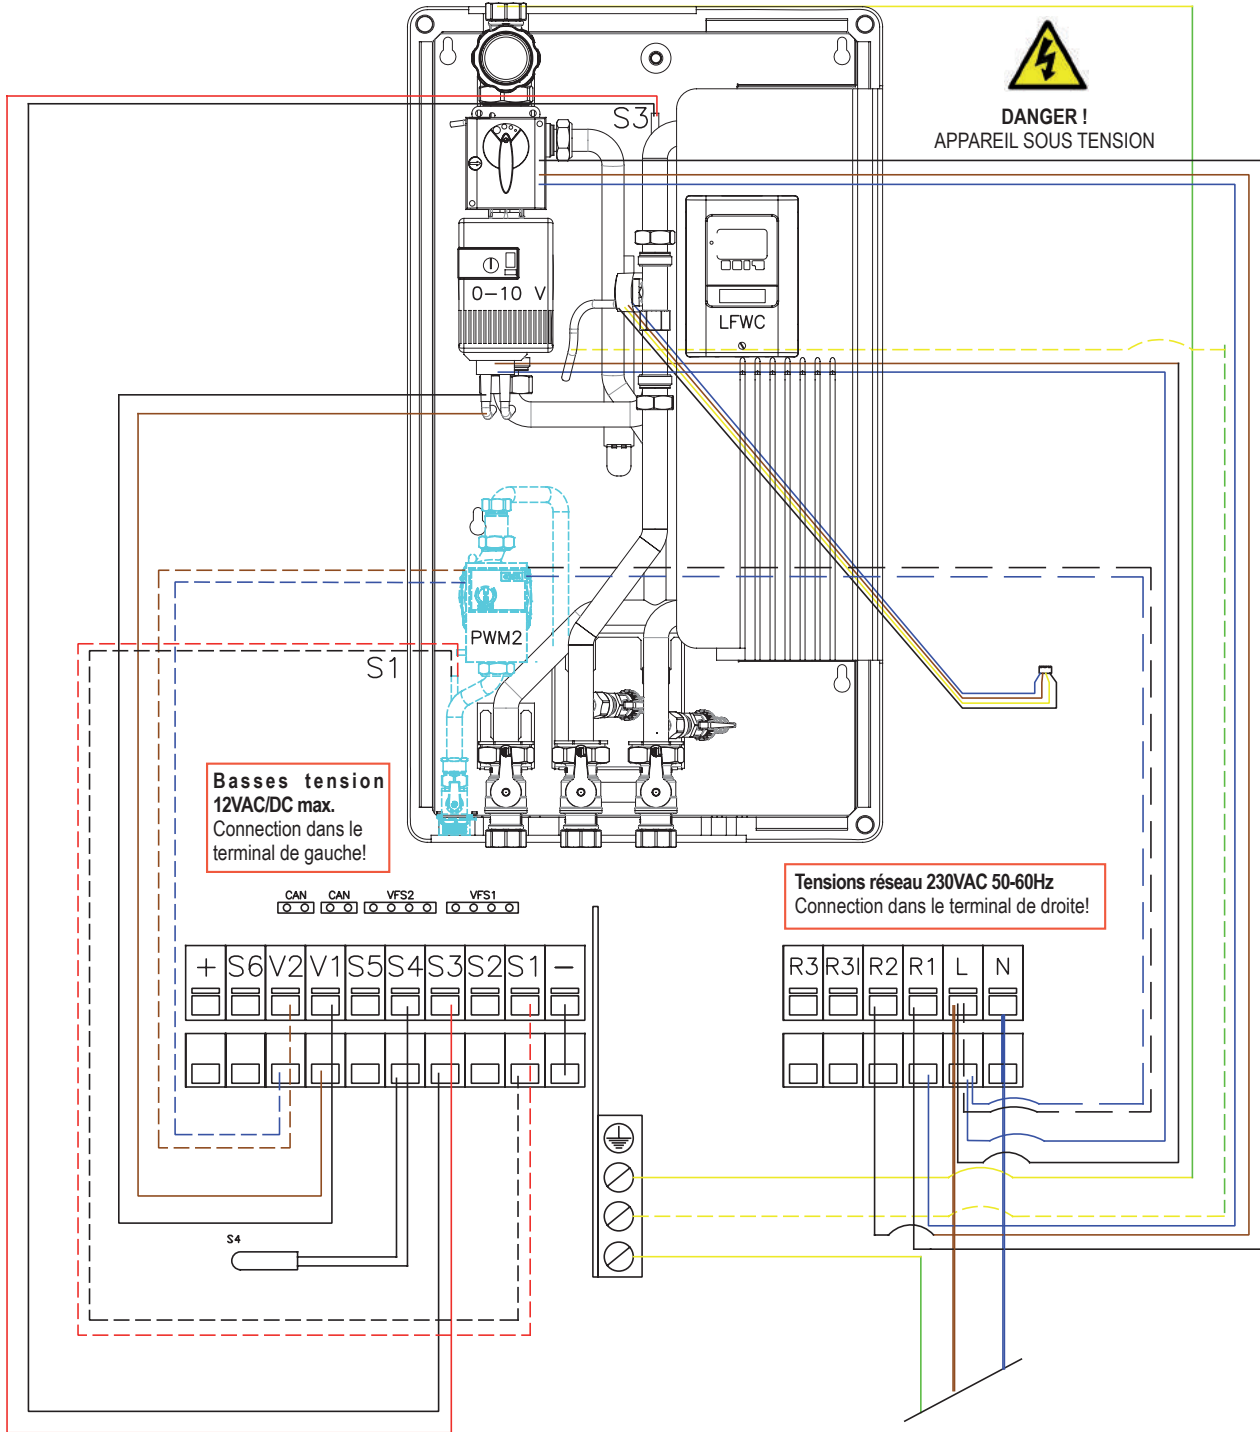 S3
DANGER !
APPAREIL SOUS TENSION
0-10 V
LFWC
PWM2
S1
Basses tension
12VAC/DC max.
Connection dans le
terminal de gauche!
Tensions réseau 230VAC 50-60Hz
Connection dans le terminal de droite!
CAN CAN VFS2 VFS1
+ S6 V2 V1 S5 S4 S3 S2 S1 -
R3 R3I R2 R1 L N
S4